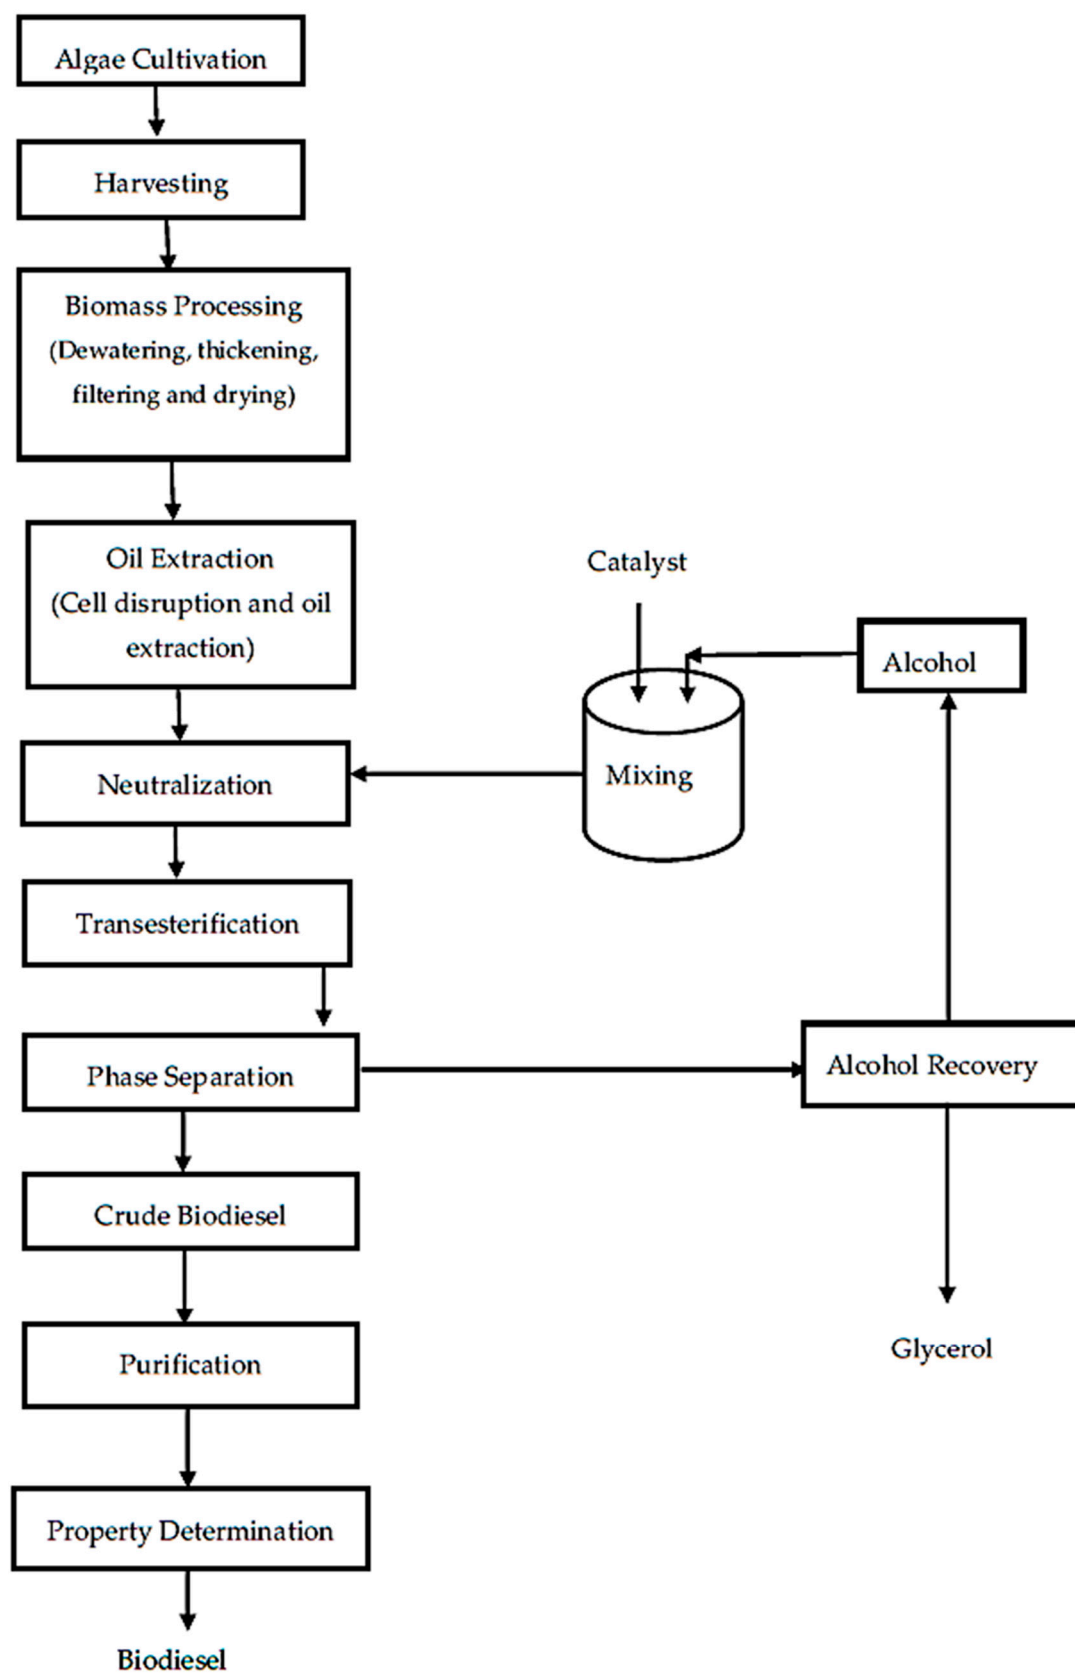 Algae Cultivation
Harvesting
Biomass Processing
(Dewatering, thickening,
filtering and drying)
Oil Extraction
(Cell disruption and oil
extraction)
Catalyst
Alcohol
Mixing
Neutralization
Transesterification
Phase Separation
Alcohol Recovery
Crude Biodiesel
Glycerol
Purification
Property Determination
Biodiesel